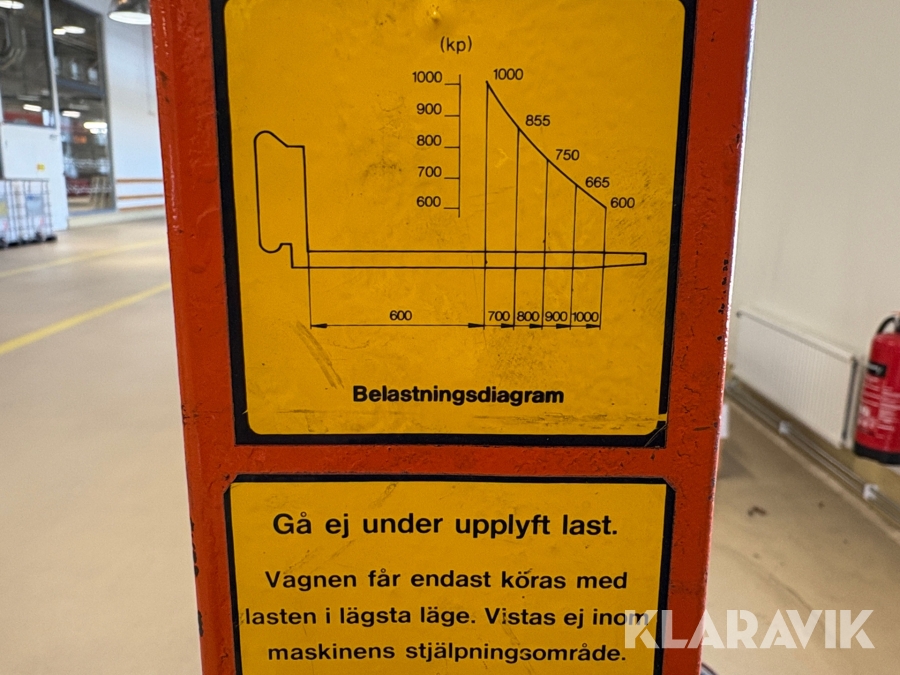 (kp)
1000
1000
900
855
800
750
700
665
600
600
600
700
800
900
1000
Belastningsdiagram
Gå ej under upplyft last.
Vagnen får endast köras med
lasten i lägsta läge. Vistas ej inom
maskinens stjälpningsområde.
KLARAVIK